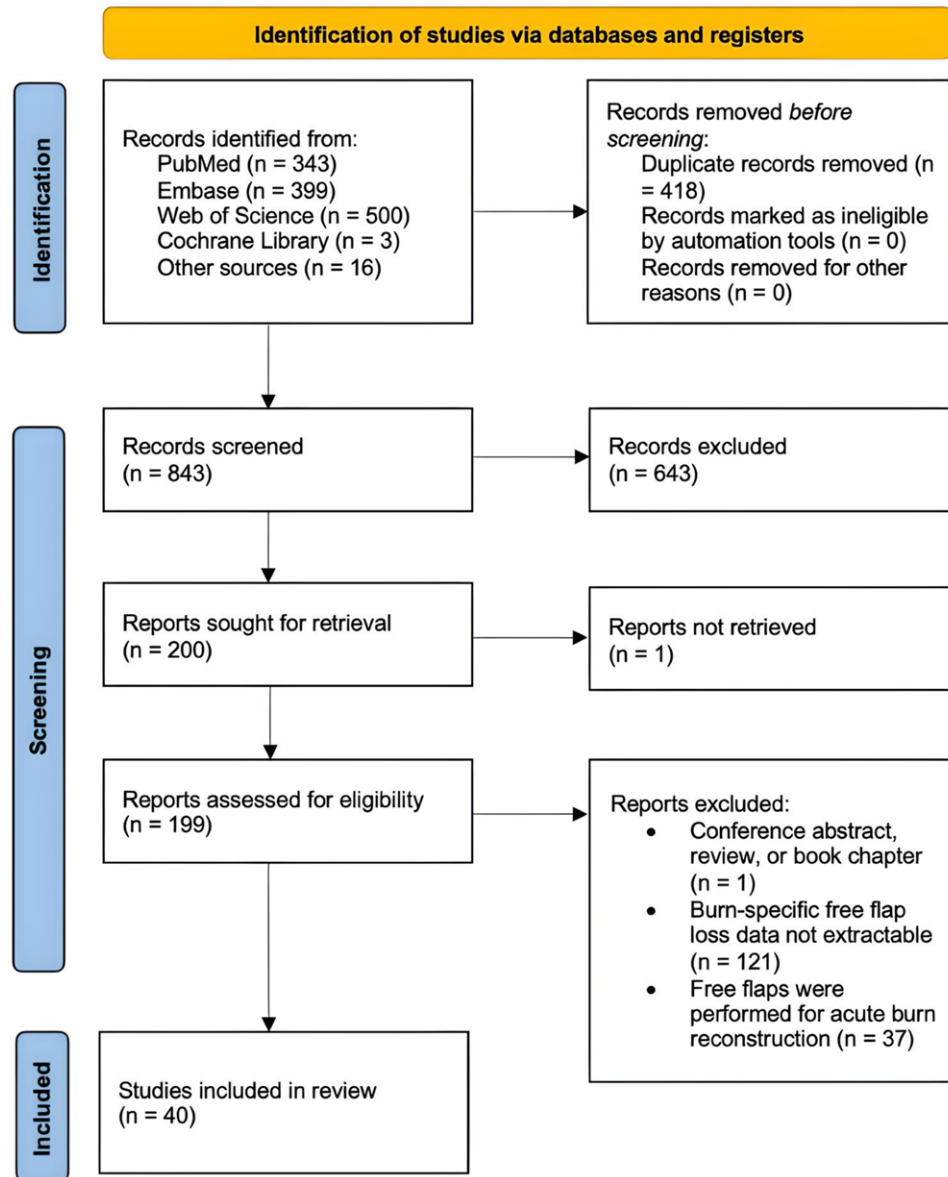 Identification of studies via databases and registers
Identification
Records identified from:
PubMed (n = 343)
Embase (n = 399)
Web of Science (n = 500)
Cochrane Library (n = 3)
Other sources (n = 16)
Records removed before
screening:
Duplicate records removed (n
= 418)
Records marked as ineligible
by automation tools (n = 0)
Records removed for other
reasons (n = 0)
Screening
Records screened
(n = 843)
Records excluded
(n = 643)
Reports sought for retrieval
(n = 200)
Reports not retrieved
(n = 1)
Reports assessed for eligibility
(n = 199)
Reports excluded:
• Conference abstract,
review, or book chapter
(n = 1)
• Burn-specific free flap
loss data not extractable
(n = 121)
• Free flaps were
performed for acute burn
reconstruction (n = 37)
Included
Studies included in review
(n = 40)